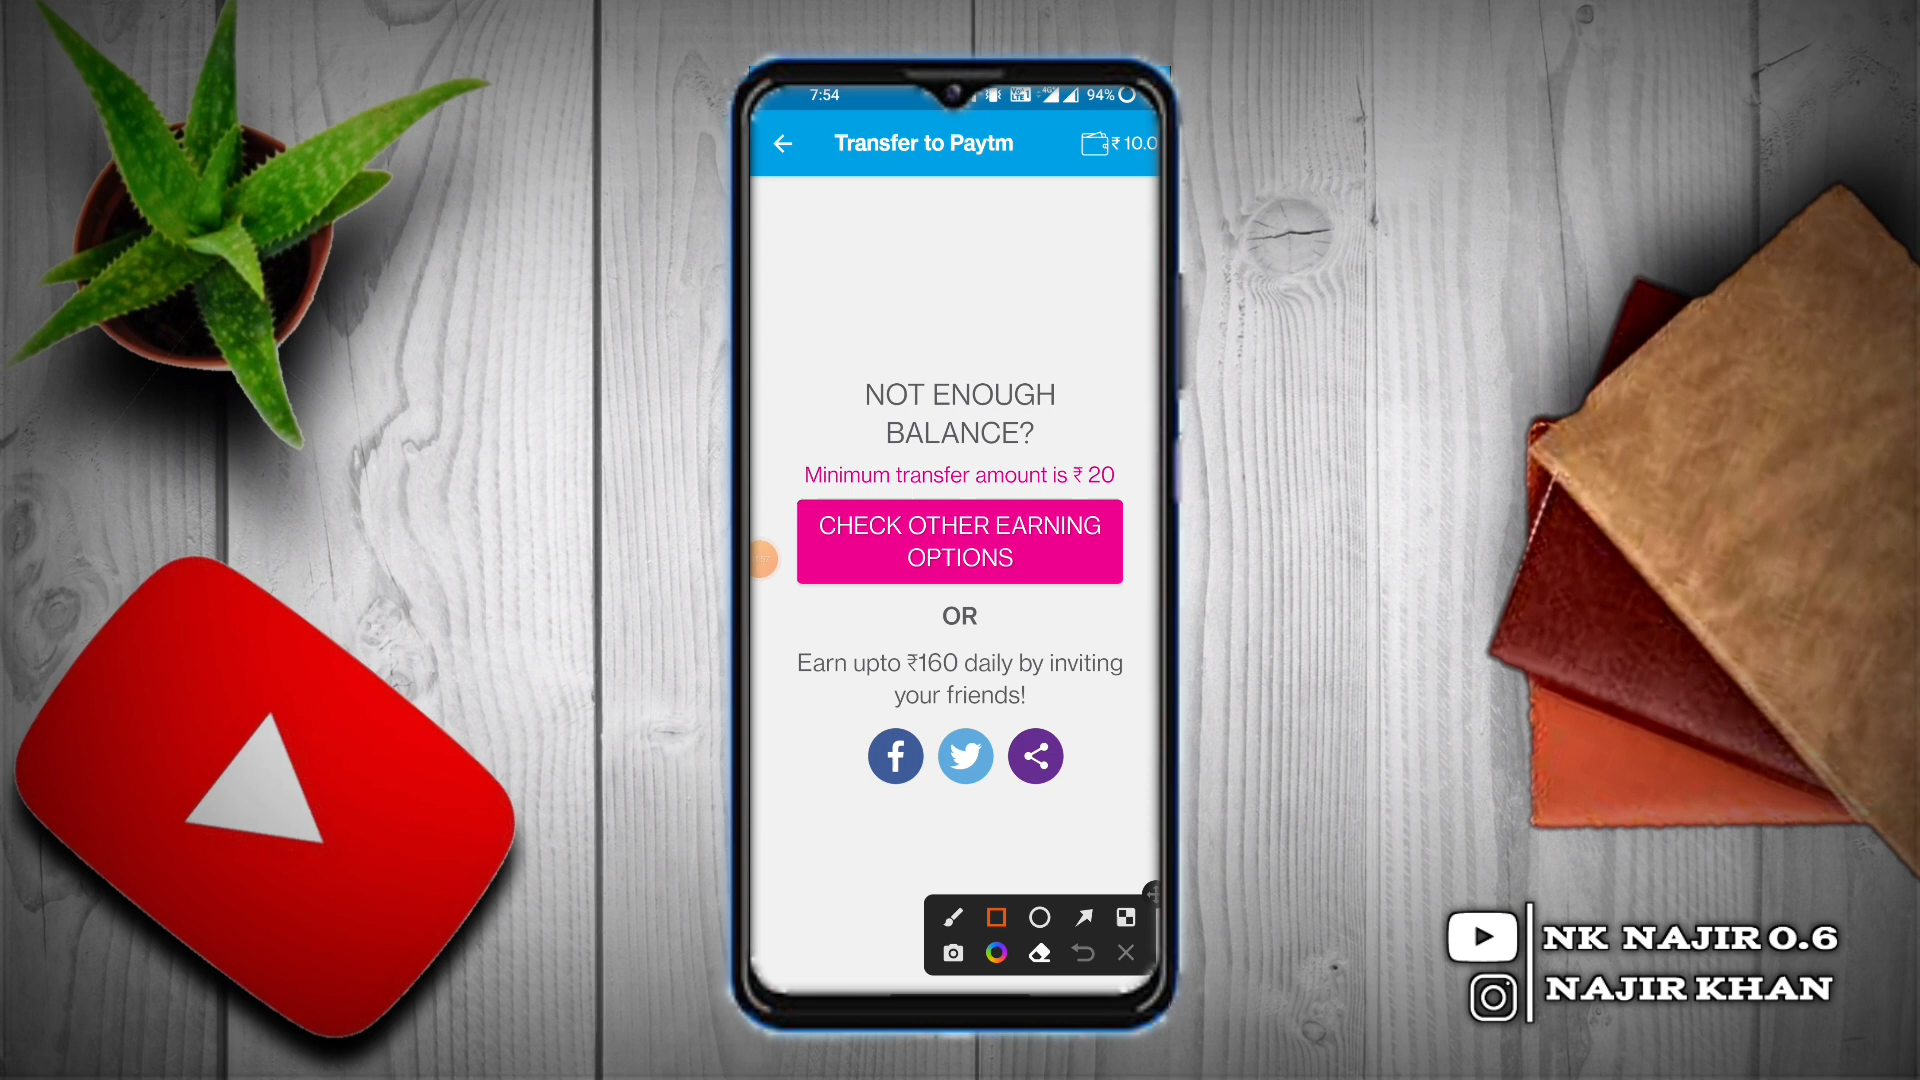 7:54
4G
94%
Transfer to Paytm
₹ 10.0
NOT ENOUGH
BALANCE?
Minimum transfer amount is ₹ 20
CHECK OTHER EARNING
OPTIONS
OR
Earn upto ₹160 daily by inviting
your friends!
NK NAJIR 0.6
NAJIR KHAN